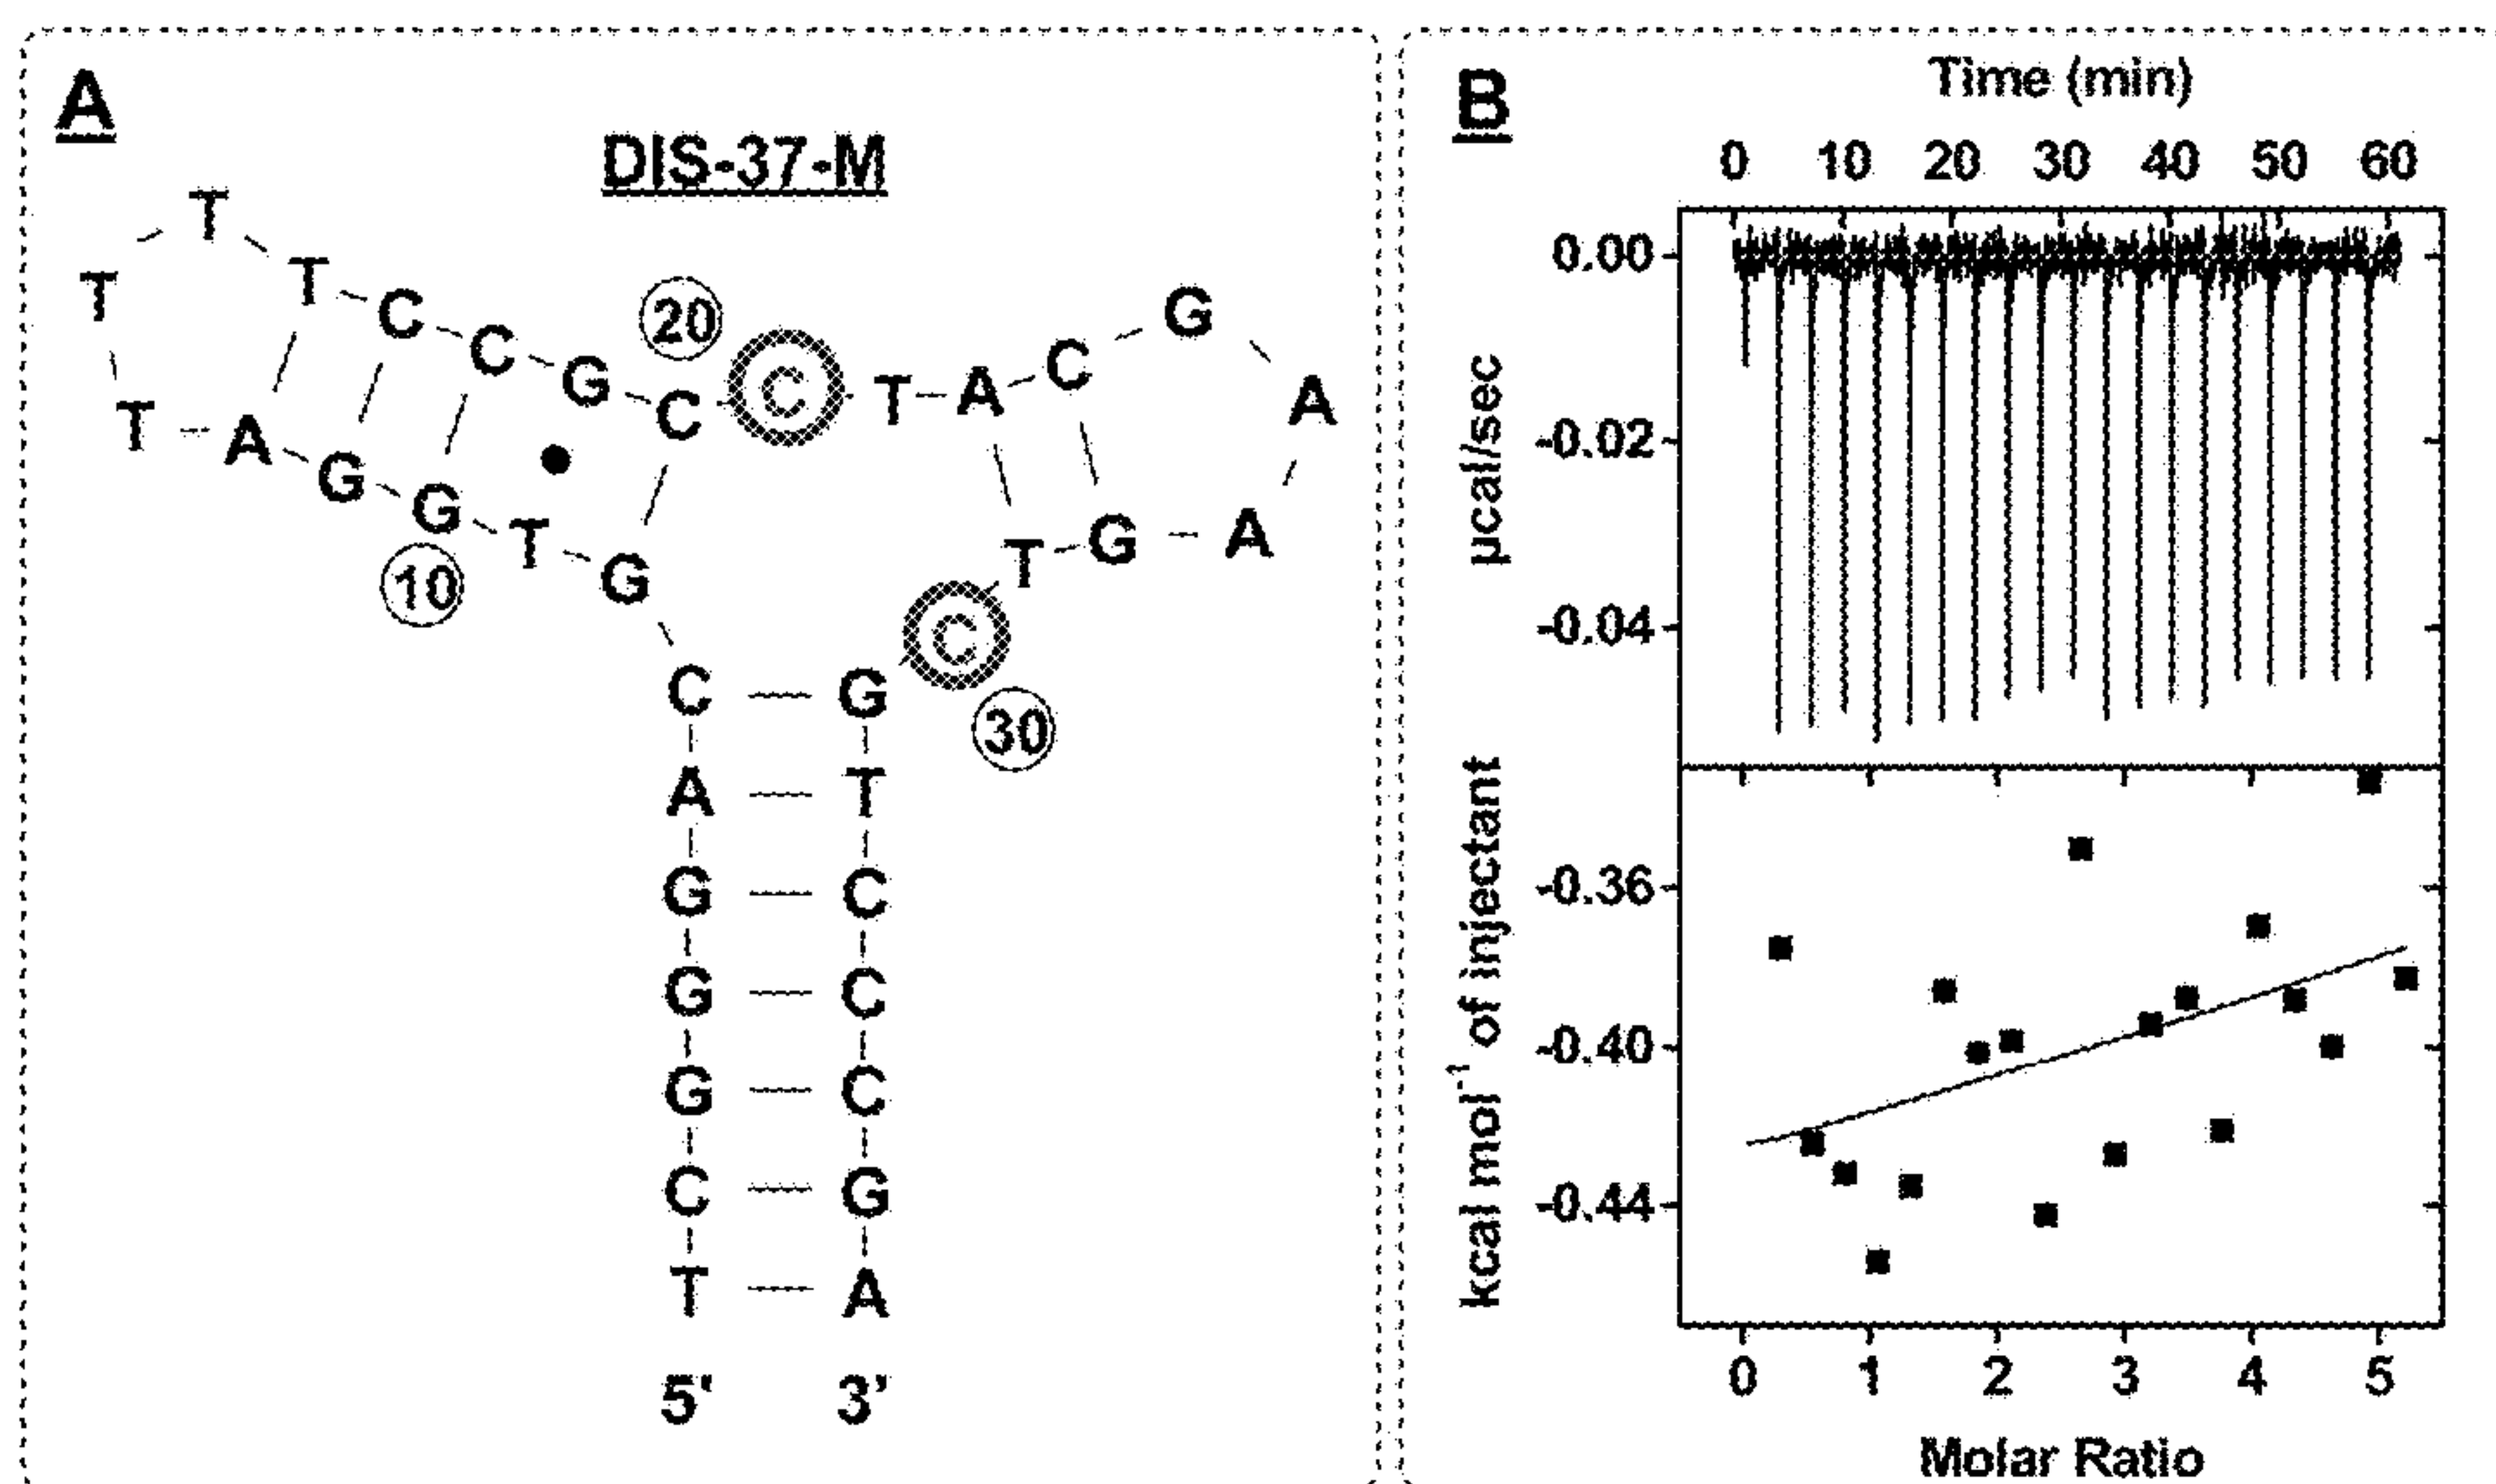 A
DIS-37-M
T
T
T
T
C
C
G
C
20
C
T
A
C
G
A
A
G
T
C
30
T
A
G
G
10
T
G
C
G
A
T
G
C
G
C
G
C
C
G
T
A
5'
3'
B
Time (min)
0 10 20 30 40 50 60
0.00
-0.02
-0.04
µcal/sec
-0.36
-0.40
-0.44
kcal mol⁻¹ of injectant
0 1 2 3 4 5
Molar Ratio